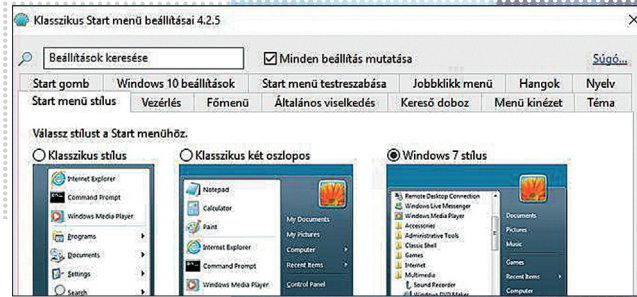 Klasszikus Start menü beállításai 4.2.5
Beállítások keresése
Minden beállítás mutatása
Súgó...
Start gomb
Windows 10 beállítások
Start menü testreszabása
Jobbklikk menü
Hangok
Nyelv
Start menü stílus
Vezérlés
Főmenü
Általános viselkedés
Kereső doboz
Menü kinézet
Téma
Válassz stílust a Start menühöz.
Klasszikus stílus
Klasszikus két oszlopos
Windows 7 stílus
Internet Explorer
Command Prompt
Windows Media Player
Programs
Documents
Settings
Search
Notepad
Calculator
Paint
Internet Explorer
Command Prompt
Windows Media Player
My Documents
My Pictures
Computer
Recent Items
Control Panel
Remote Desktop Connection
Windows Live Messenger
Windows Media Player
Accessories
Administrative Tools
Classic Shell
Games
Internet
Multimedia
Sound Recorder
Windows DVD Maker
Documents
Pictures
Music
Games
Recent Items
Computer